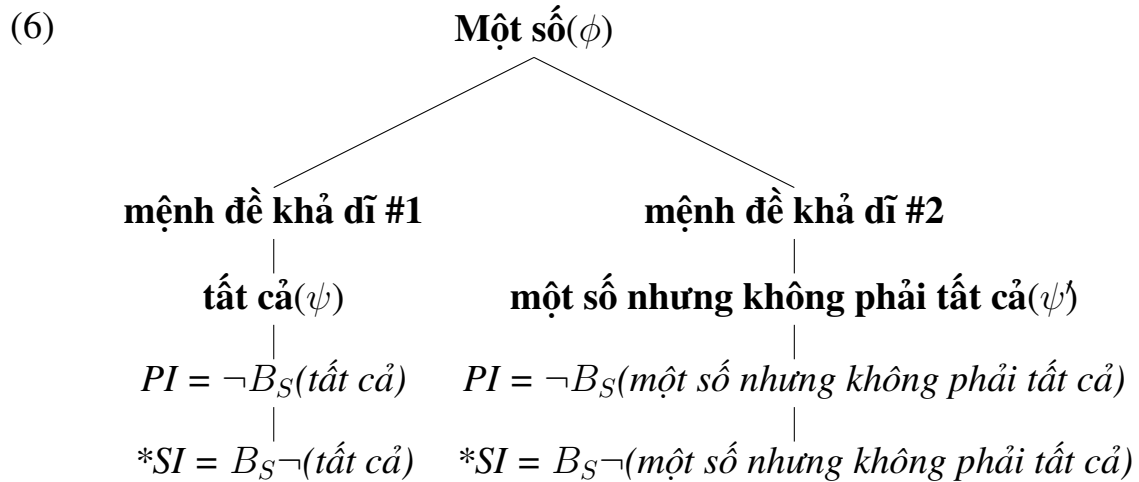 (6) Một số(ϕ)
mệnh đề khả dĩ #1 mệnh đề khả dĩ #2
tất cả(ψ) một số nhưng không phải tất cả(ψ′)
PI = ¬B_S(tất cả) PI = ¬B_S(một số nhưng không phải tất cả)
*SI = B_S¬(tất cả) *SI = B_S¬(một số nhưng không phải tất cả)